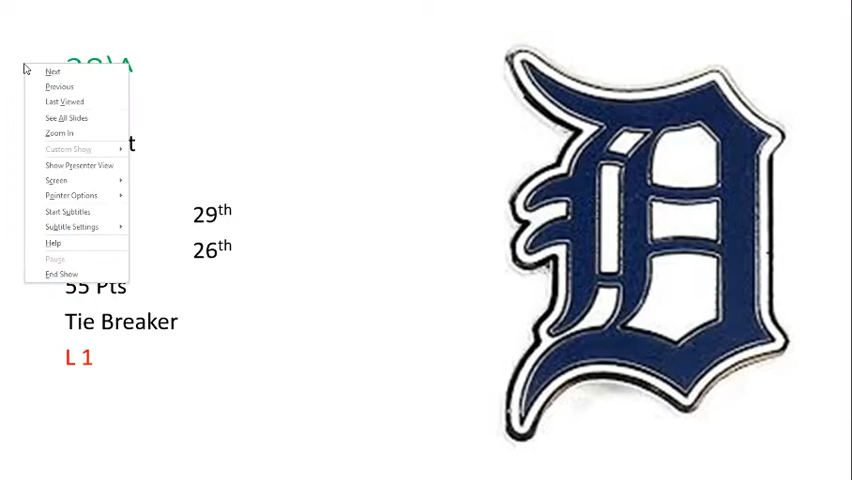 Next
Previous
Last Viewed
See All Slides
Zoom In
Custom Show
Show Presenter View
Screen
Pointer Options
Start Subtitles
Subtitle Settings
Help
Pause
End Show
29th
26th
55 Pts
Tie Breaker
L 1
D